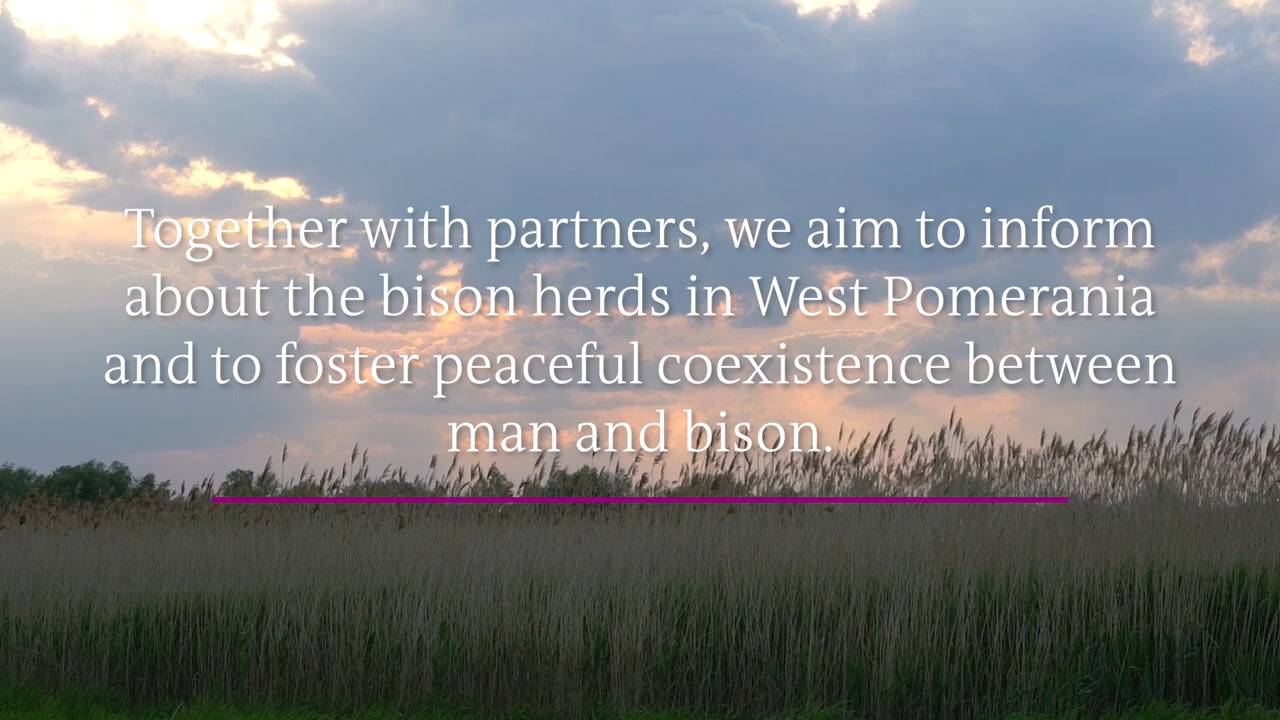 Together with partners, we aim to inform
about the bison herds in West Pomerania
and to foster peaceful coexistence between
man and bison.